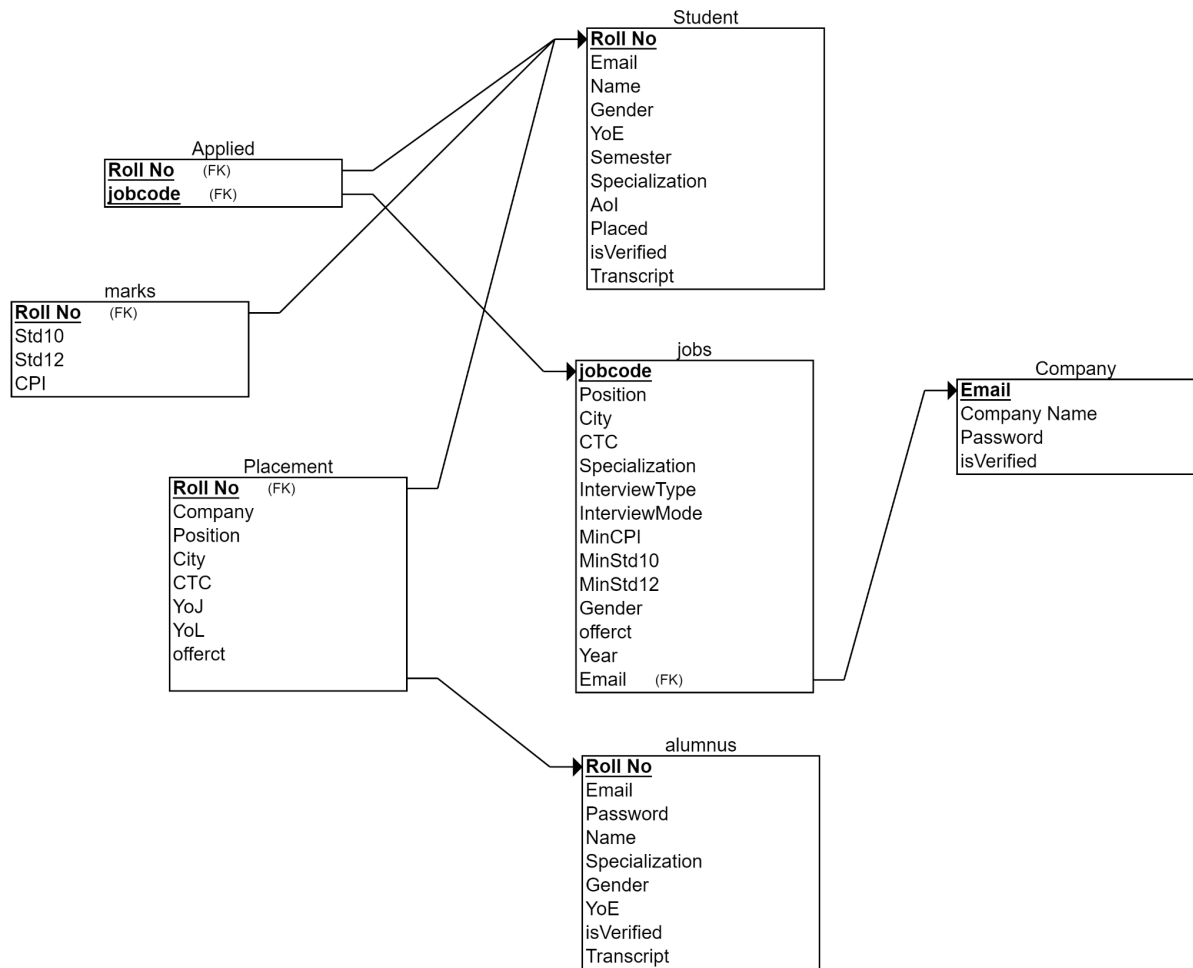 Student
Roll No
Email
Name
Gender
YoE
Semester
Specialization
AoI
Placed
isVerified
Transcript
Applied
Roll No (FK)
jobcode (FK)
marks
Roll No (FK)
Std10
Std12
CPI
jobs
jobcode
Position
City
CTC
Specialization
InterviewType
InterviewMode
MinCPI
MinStd10
MinStd12
Gender
offerct
Year
Email (FK)
Company
Email
Company Name
Password
isVerified
Placement
Roll No (FK)
Company
Position
City
CTC
YoJ
YoL
offerct
alumnus
Roll No
Email
Password
Name
Specialization
Gender
YoE
isVerified
Transcript